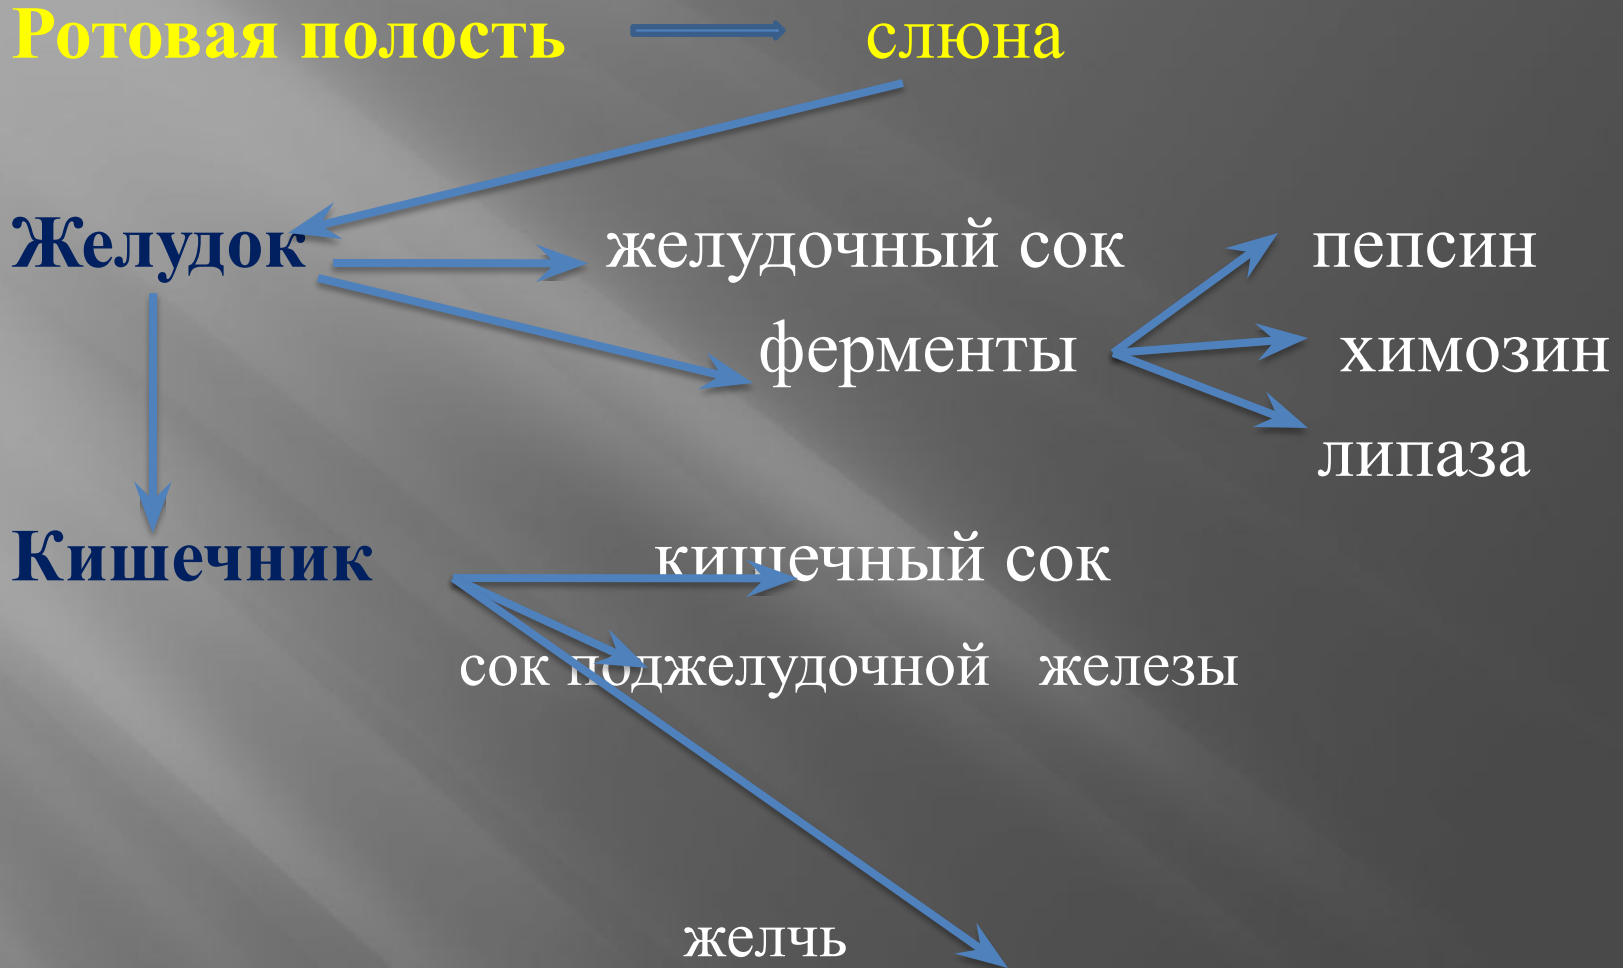 Ротовая полость слюна
Желудок желудочный сок пепсин
ферменты химозин
липаза
Кишечник кишечный сок
сок поджелудочной железы
желчь